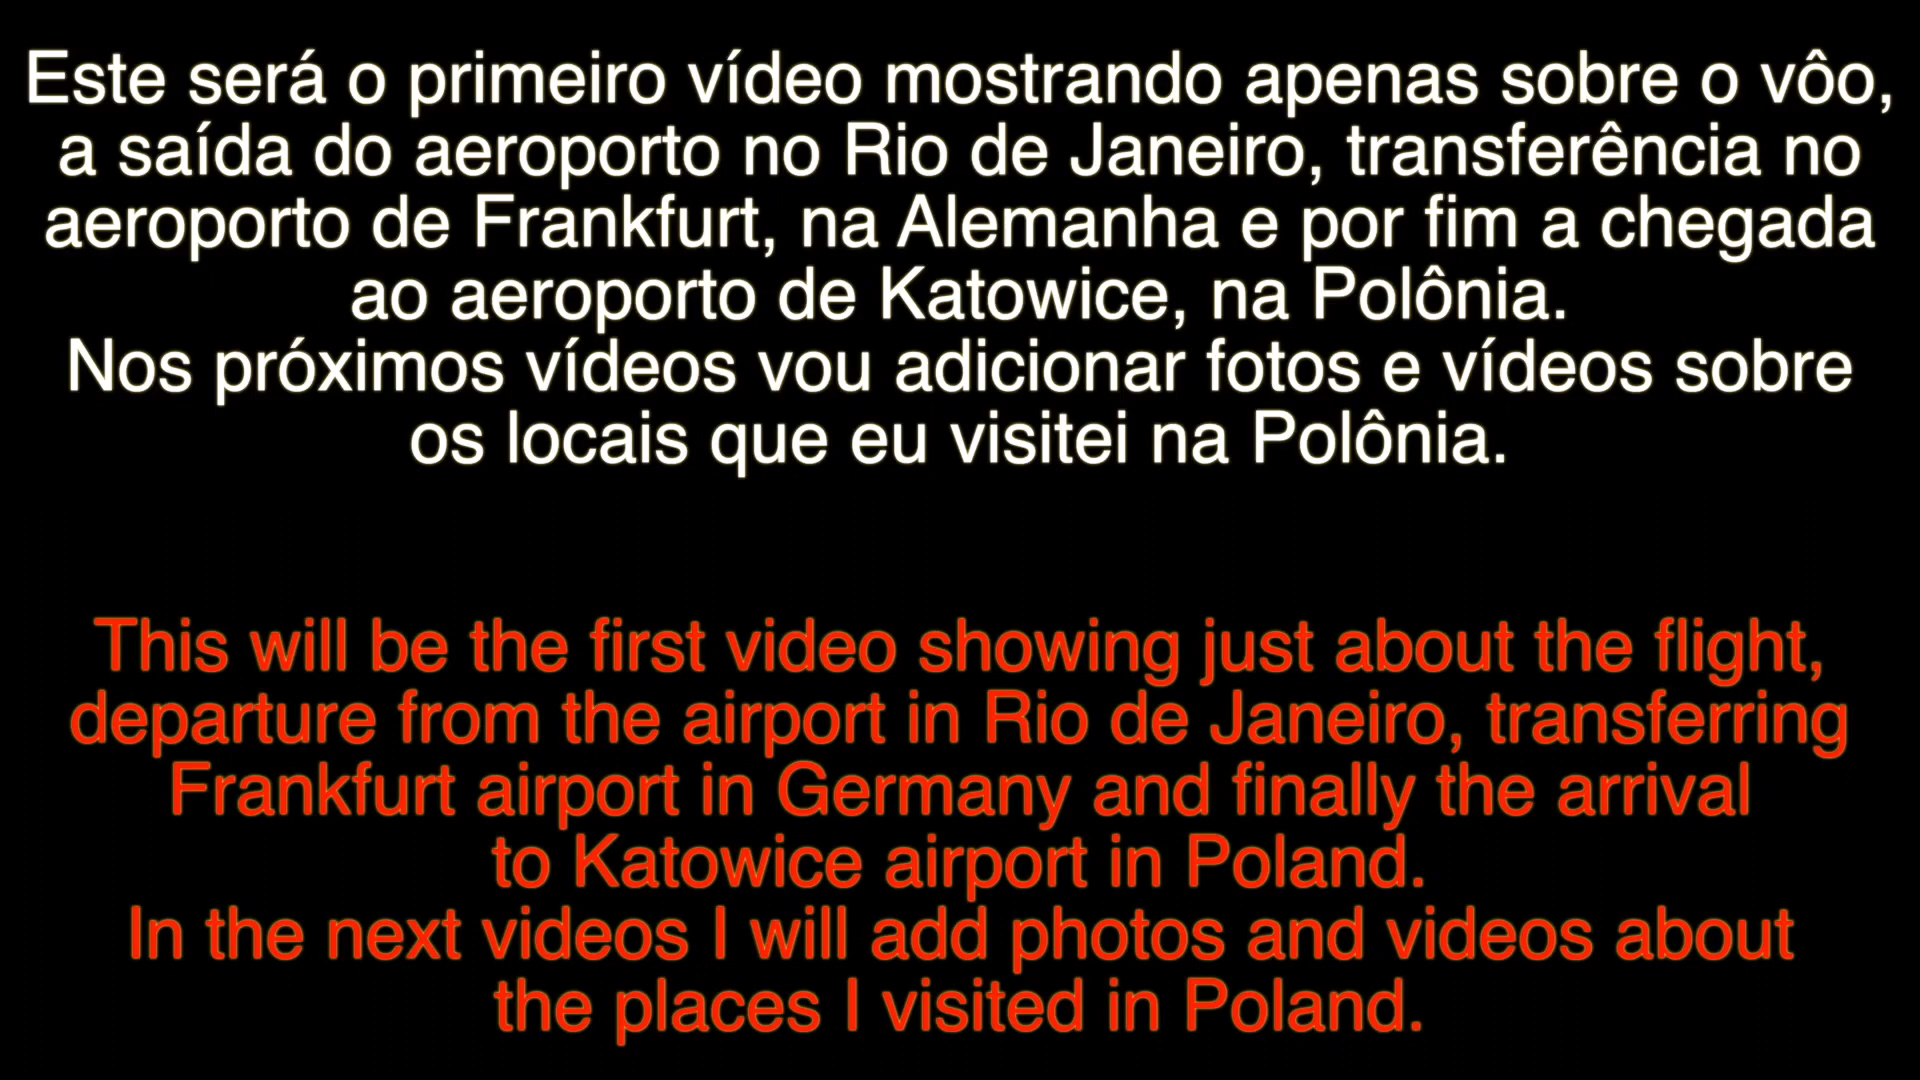 Este será o primeiro vídeo mostrando apenas sobre o vôo,
a saída do aeroporto no Rio de Janeiro, transferência no
aeroporto de Frankfurt, na Alemanha e por fim a chegada
ao aeroporto de Katowice, na Polônia.
Nos próximos vídeos vou adicionar fotos e vídeos sobre
os locais que eu visitei na Polônia.
This will be the first video showing just about the flight,
departure from the airport in Rio de Janeiro, transferring
Frankfurt airport in Germany and finally the arrival
to Katowice airport in Poland.
In the next videos I will add photos and videos about
the places I visited in Poland.